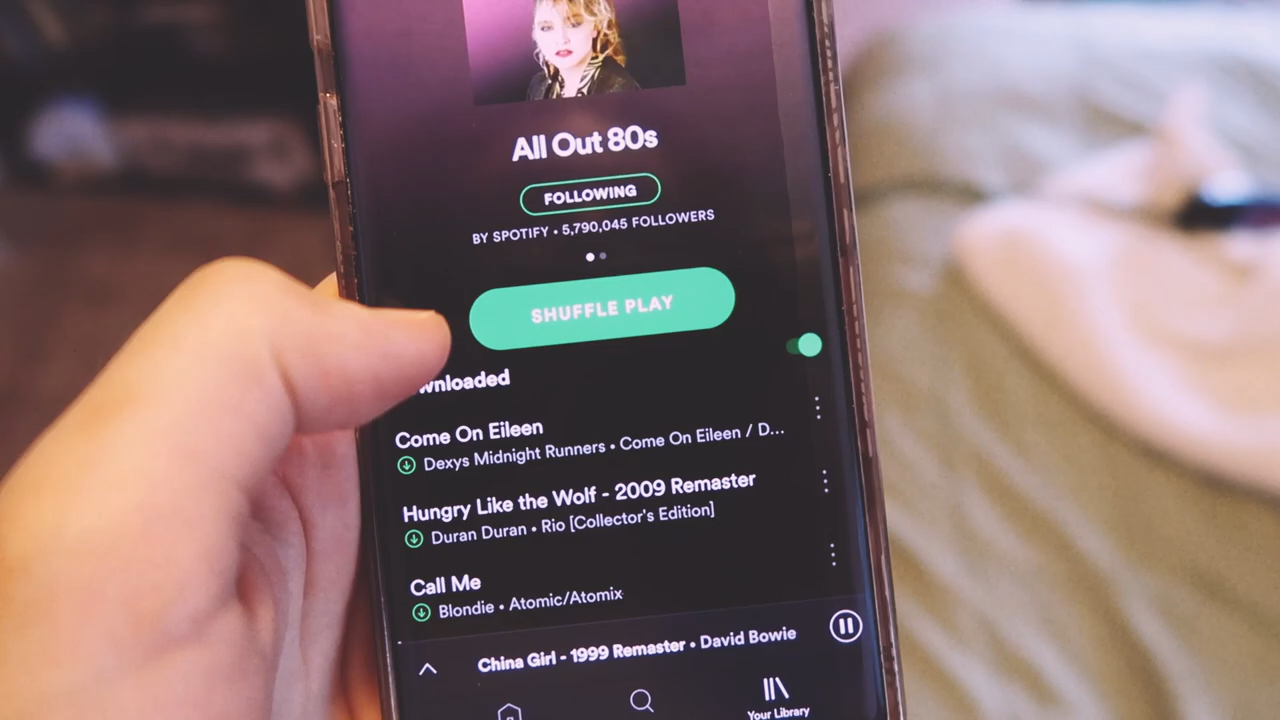 All Out 80s
FOLLOWING
BY SPOTIFY • 5,790,045 FOLLOWERS
SHUFFLE PLAY
wnloaded
Come On Eileen
Dexys Midnight Runners • Come On Eileen / D...
Hungry Like the Wolf - 2009 Remaster
Duran Duran • Rio [Collector's Edition]
Call Me
Blondie • Atomic/Atomix
China Girl - 1999 Remaster • David Bowie
Your Library